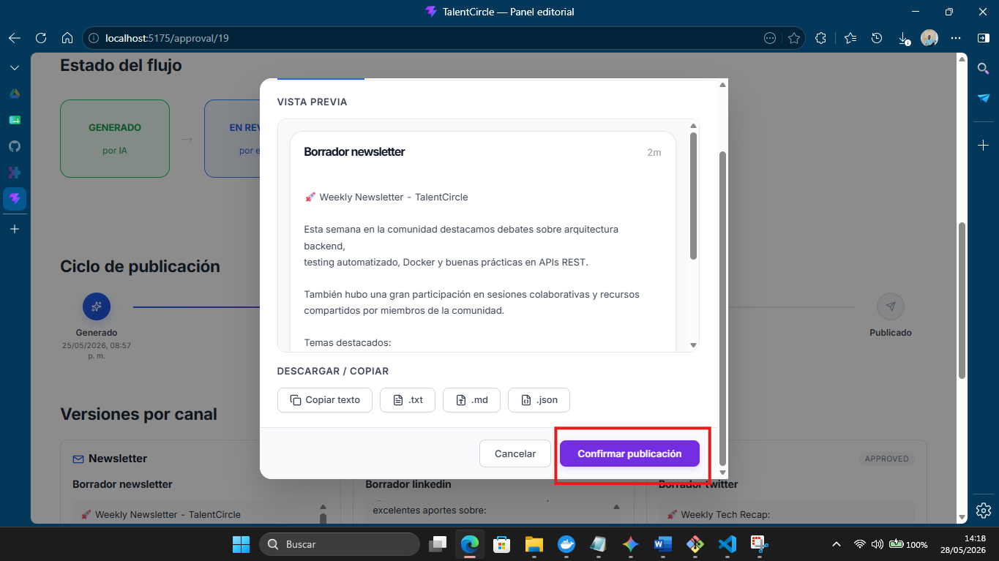 TalentCircle — Panel editorial
localhost:5175/approval/19
Estado del flujo
GENERADO
por IA
→
EN REV
por e
Ciclo de publicación
Generado
25/05/2026, 08:57
p. m.
Publicado
Versiones por canal
Newsletter
Borrador newsletter
🚀 Weekly Newsletter - TalentCircle
Borrador linkedin
excelentes aportes sobre:
APPROVED
Borrador twitter
🚀 Weekly Tech Recap:
VISTA PREVIA
Borrador newsletter
2m
🚀 Weekly Newsletter - TalentCircle
Esta semana en la comunidad destacamos debates sobre arquitectura
backend,
testing automatizado, Docker y buenas prácticas en APIs REST.
También hubo una gran participación en sesiones colaborativas y recursos
compartidos por miembros de la comunidad.
Temas destacados:
DESCARGAR / COPIAR
Copiar texto
.txt
.md
.json
Cancelar
Confirmar publicación
Buscar
100%
14:18
28/05/2026